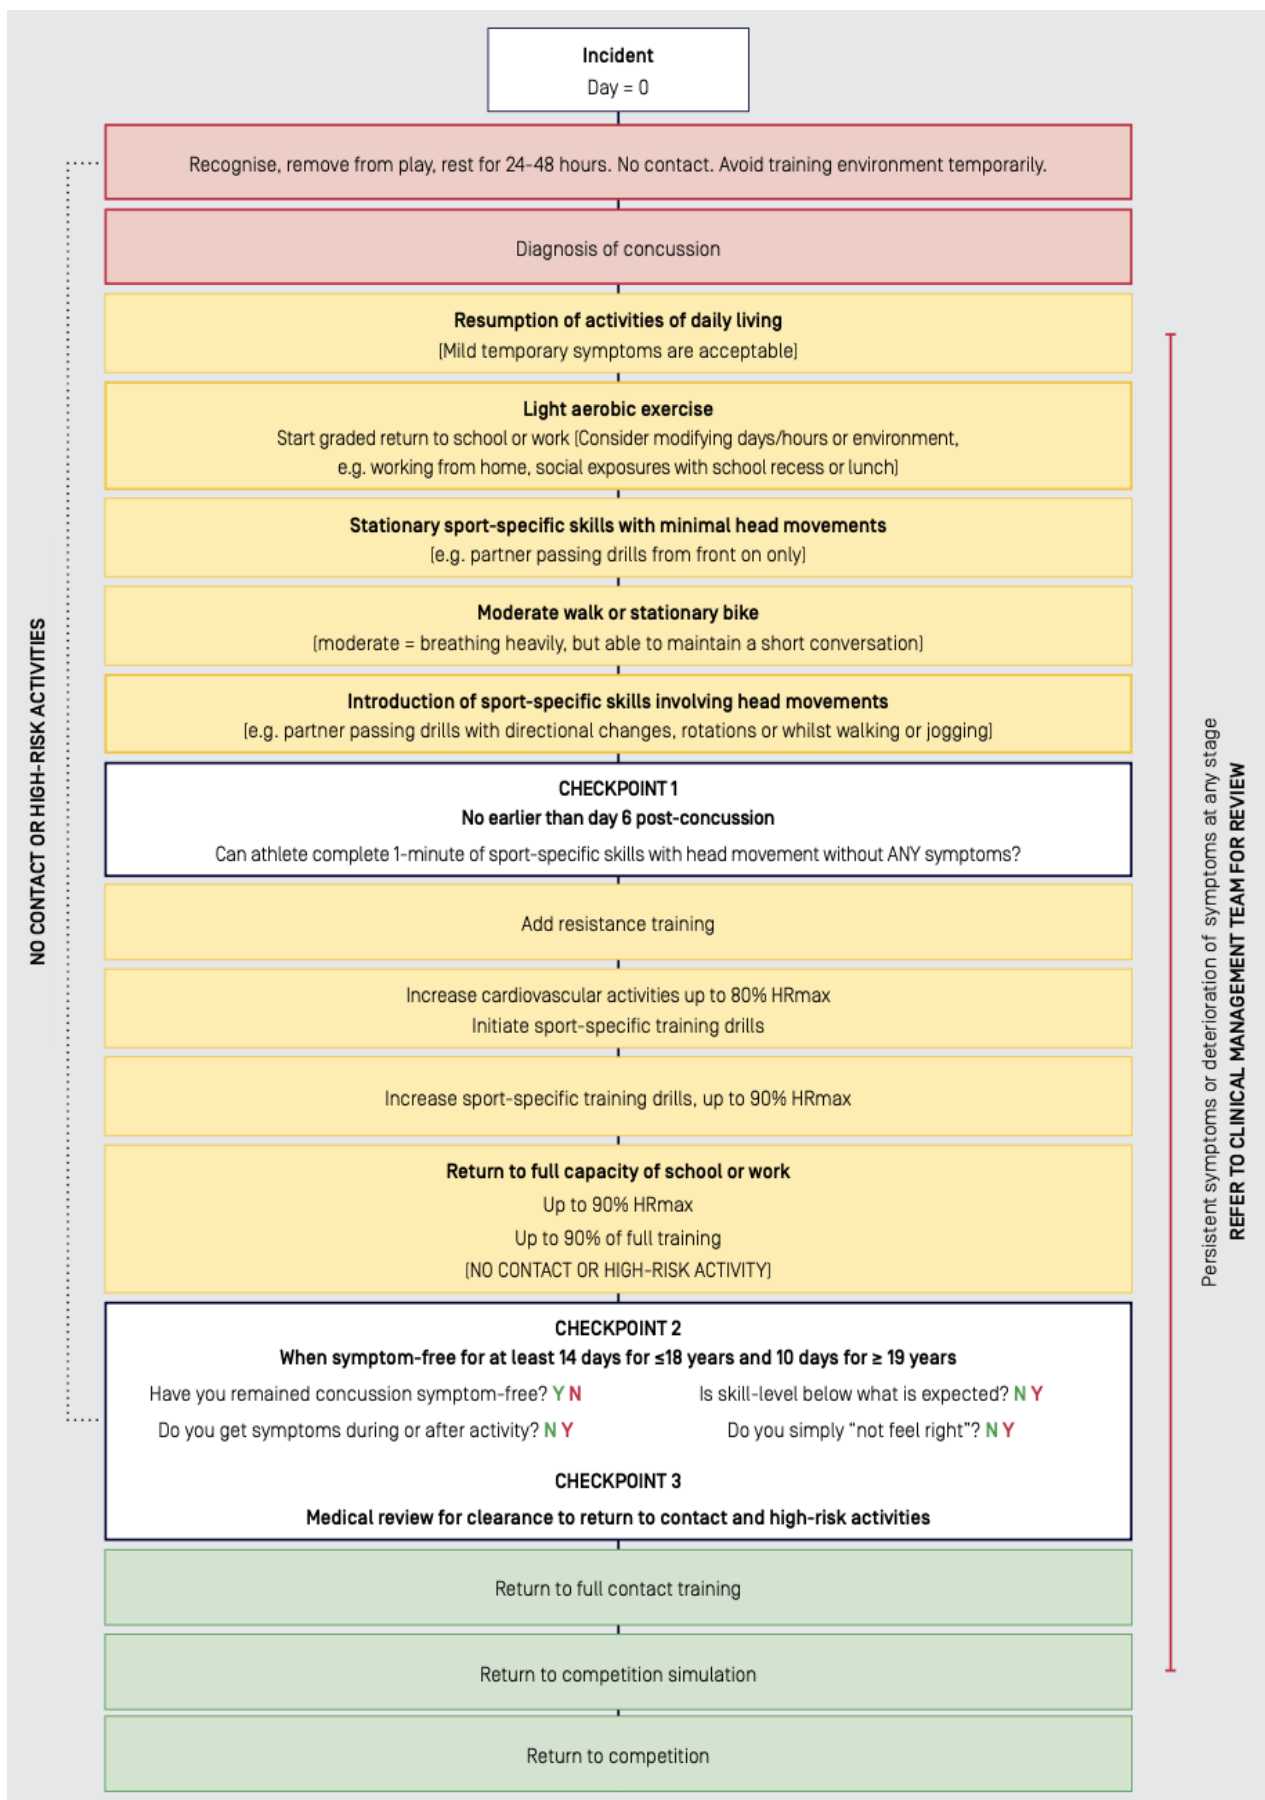 Incident
Day = 0
Recognise, remove from play, rest for 24-48 hours. No contact. Avoid training environment temporarily.
Diagnosis of concussion
Resumption of activities of daily living
(Mild temporary symptoms are acceptable)
Light aerobic exercise
Start graded return to school or work (Consider modifying days/hours or environment,
e.g. working from home, social exposures with school recess or lunch)
Stationary sport-specific skills with minimal head movements
(e.g. partner passing drills from front on only)
Moderate walk or stationary bike
(moderate = breathing heavily, but able to maintain a short conversation)
Introduction of sport-specific skills involving head movements
(e.g. partner passing drills with directional changes, rotations or whilst walking or jogging)
CHECKPOINT 1
No earlier than day 6 post-concussion
Can athlete complete 1-minute of sport-specific skills with head movement without ANY symptoms?
Add resistance training
Increase cardiovascular activities up to 80% HRmax
Initiate sport-specific training drills
Increase sport-specific training drills, up to 90% HRmax
Return to full capacity of school or work
Up to 90% HRmax
Up to 90% of full training
(NO CONTACT OR HIGH-RISK ACTIVITY)
CHECKPOINT 2
When symptom-free for at least 14 days for ≤18 years and 10 days for ≥ 19 years
Have you remained concussion symptom-free? Y N
Is skill-level below what is expected? N Y
Do you get symptoms during or after activity? N Y
Do you simply “not feel right”? N Y
CHECKPOINT 3
Medical review for clearance to return to contact and high-risk activities
Return to full contact training
Return to competition simulation
Return to competition
NO CONTACT OR HIGH-RISK ACTIVITIES
Persistent symptoms or deterioration of symptoms at any stage
REFER TO CLINICAL MANAGEMENT TEAM FOR REVIEW